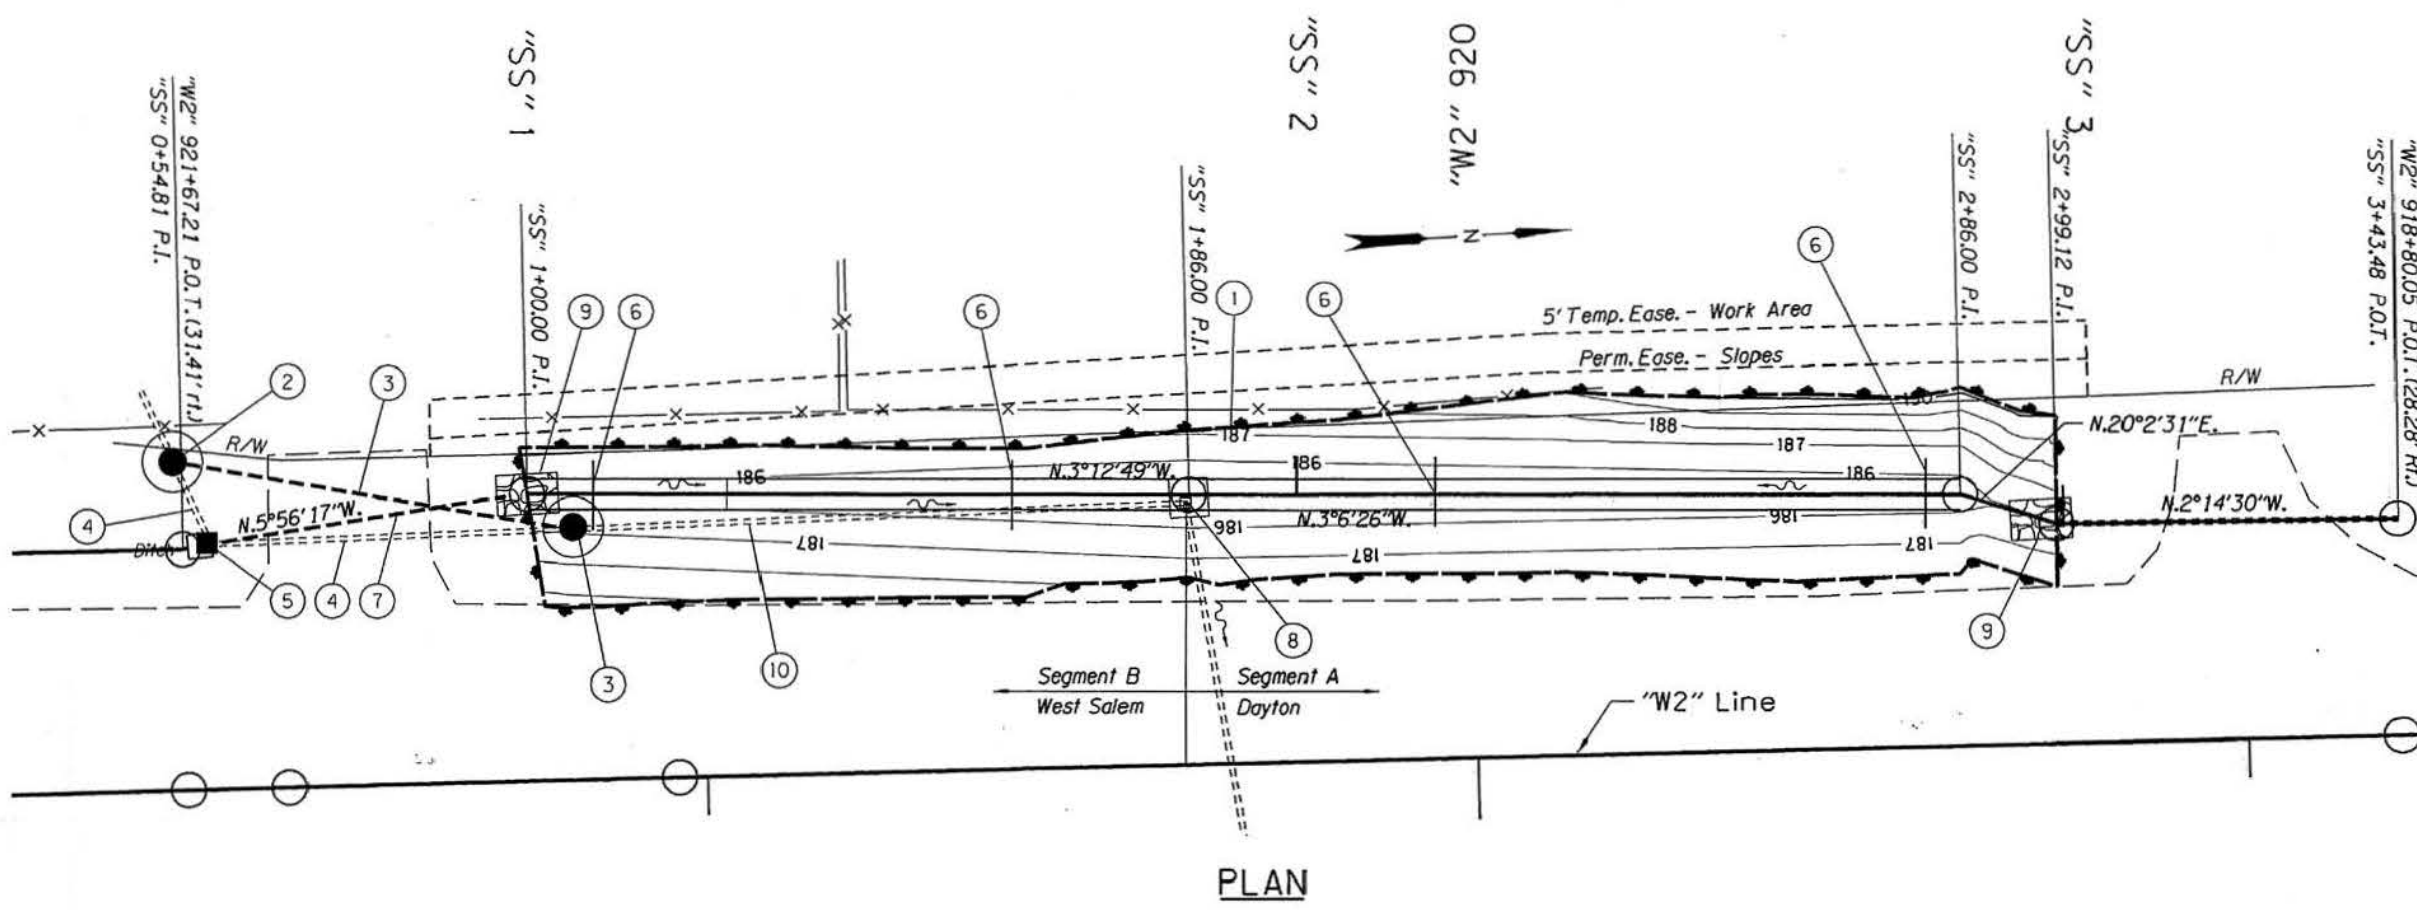 "SS" 1
"SS" 2
"W2" 920
"SS" 3
"W2" 921+67.21 P.O.T. (31.41' rt.)
"SS" 0+54.81 P.I.
"SS" 1+00.00 P.I.
"SS" 1+86.00 P.I.
"SS" 2+86.00 P.I.
"SS" 2+99.12 P.I.
"W2" 918+80.05 P.O.T. (28.28' Rt.)
"SS" 3+43.48 P.O.T.
N
6
9
6
6
1
6
5' Temp. Ease. - Work Area
Perm. Ease. - Slopes
R/W
2
3
R/W
187
188
187
190
N.20°2'31"E.
186
N.3°12'49"W.
186
186
4
N.5°56'17"W.
186
N.3°6'26"W.
186
N.2°14'30"W.
Ditch
187
187
187
5
4
7
3
10
8
9
Segment B
Segment A
West Salem
Dayton
"W2" Line
PLAN